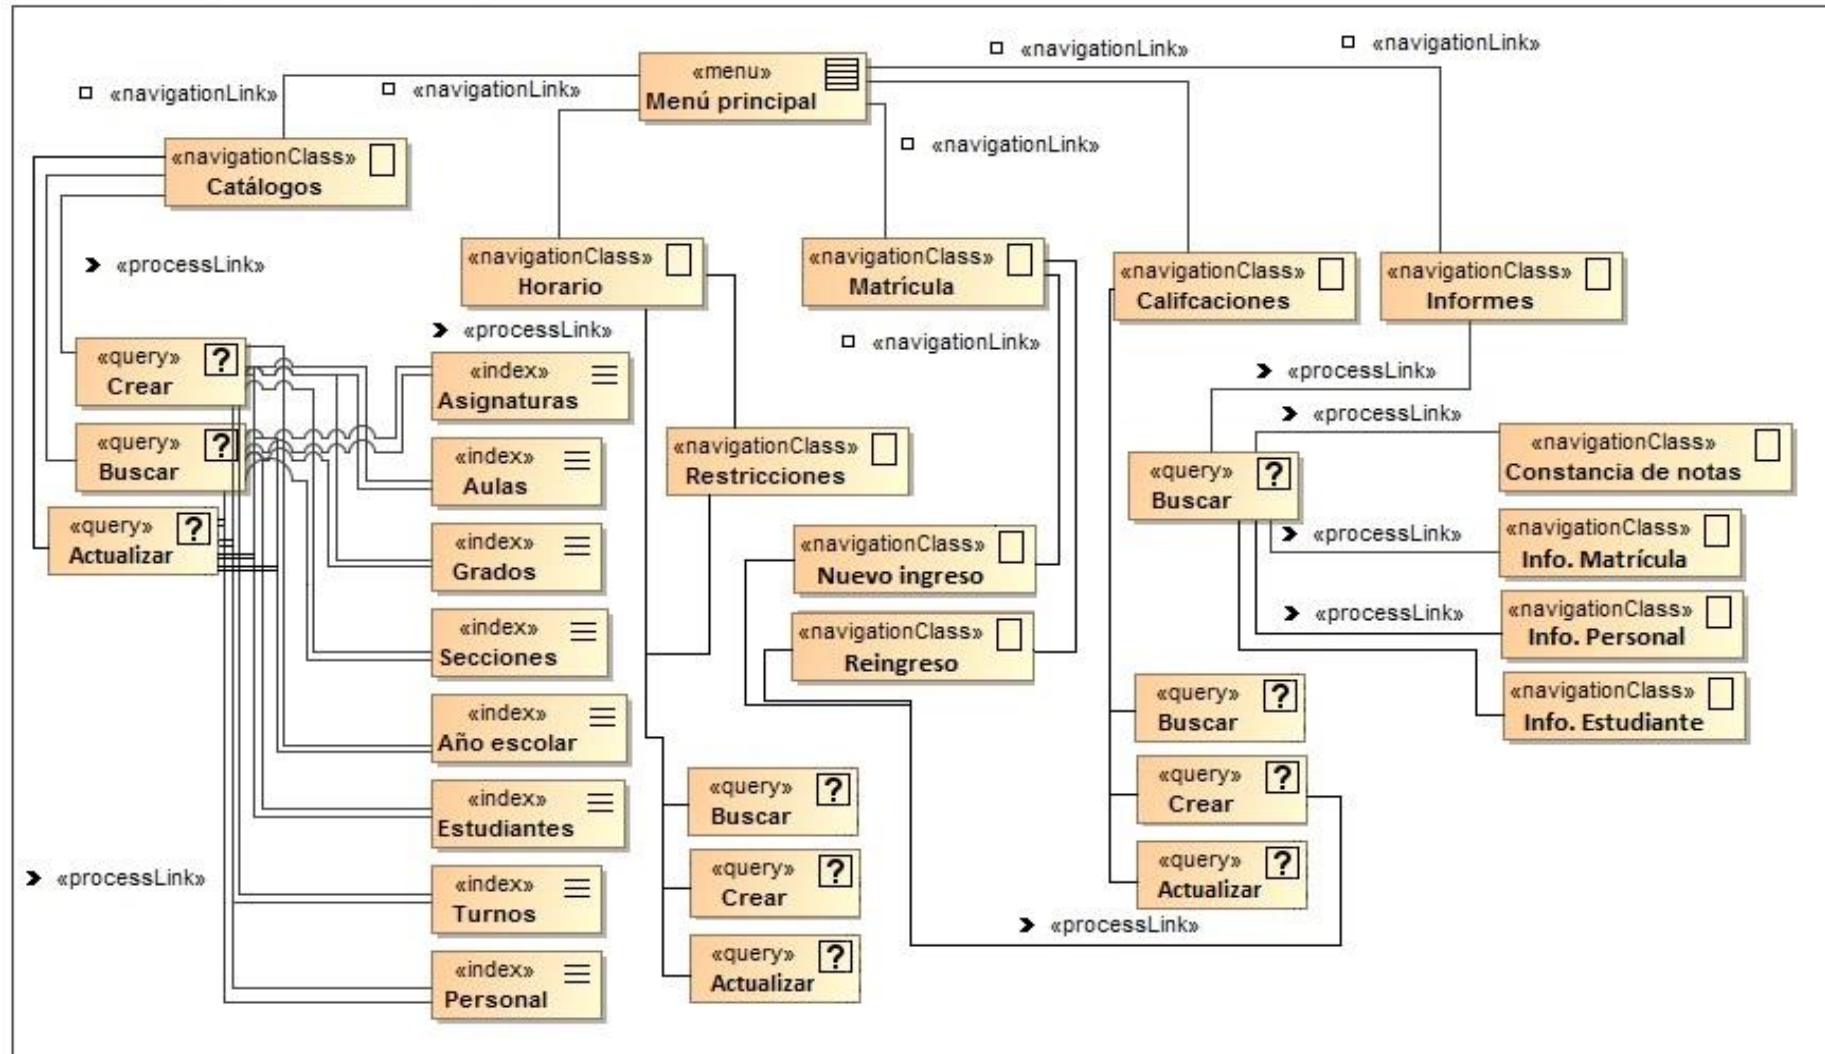 «navigationLink»
«navigationLink»
«menu»
Menú principal
«navigationLink»
«navigationLink»
«navigationLink»
«navigationClass»
Catálogos
«processLink»
«navigationClass»
Horario
«navigationClass»
Matrícula
«navigationClass»
Califcaciones
«navigationClass»
Informes
«processLink»
«navigationLink»
«query»
Crear
«query»
Buscar
«query»
Actualizar
«index»
Asignaturas
«index»
Aulas
«index»
Grados
«index»
Secciones
«index»
Año escolar
«index»
Estudiantes
«index»
Turnos
«index»
Personal
«processLink»
«navigationClass»
Restricciones
«query»
Buscar
«query»
Crear
«query»
Actualizar
«navigationClass»
Nuevo ingreso
«navigationClass»
Reingreso
«query»
Buscar
«query»
Crear
«query»
Actualizar
«processLink»
«processLink»
«processLink»
«query»
Buscar
«navigationClass»
Constancia de notas
«processLink»
«navigationClass»
Info. Matrícula
«processLink»
«navigationClass»
Info. Personal
«navigationClass»
Info. Estudiante